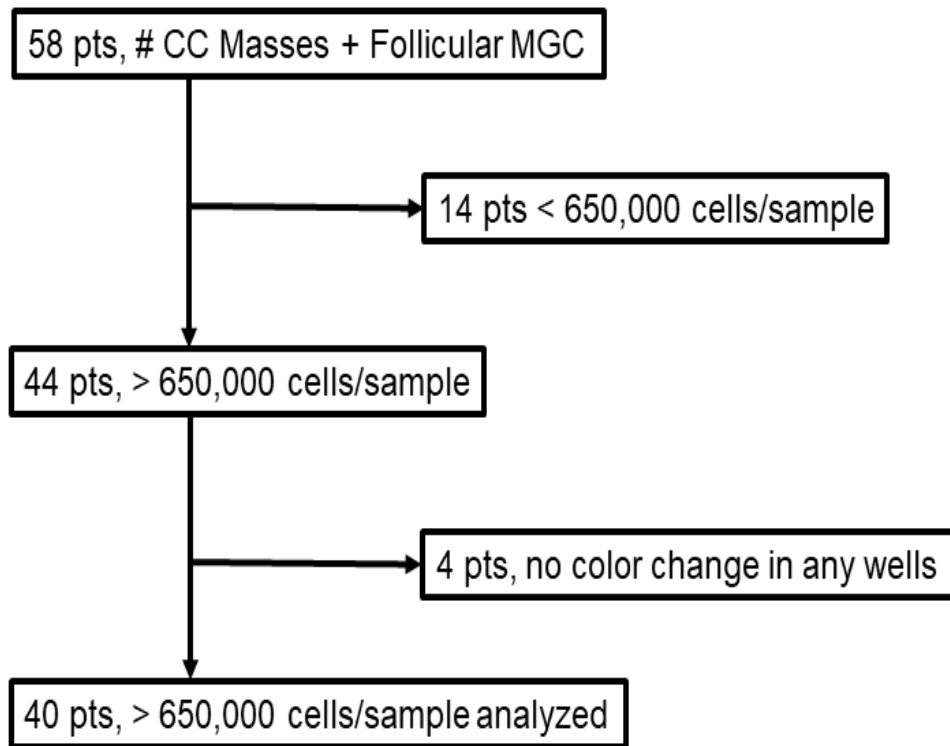 58 pts, # CC Masses + Follicular MGC
14 pts < 650,000 cells/sample
44 pts, > 650,000 cells/sample
4 pts, no color change in any wells
40 pts, > 650,000 cells/sample analyzed